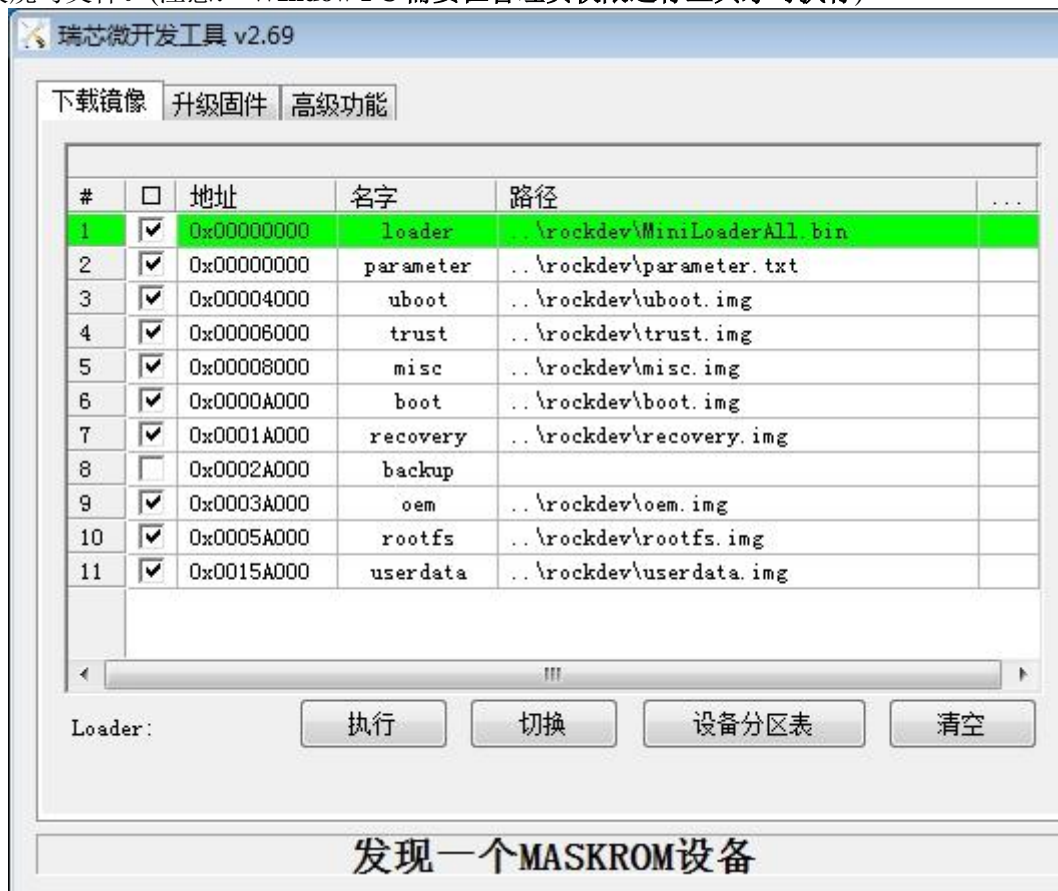 瑞芯微开发工具 v2.69
下载镜像 升级固件 高级功能
# 地址 名字 路径 ...
1 0x00000000 loader ..\rockdev\MiniLoaderAll.bin
2 0x00000000 parameter ..\rockdev\parameter.txt
3 0x00004000 uboot ..\rockdev\uboot.img
4 0x00006000 trust ..\rockdev\trust.img
5 0x00008000 misc ..\rockdev\misc.img
6 0x0000A000 boot ..\rockdev\boot.img
7 0x0001A000 recovery ..\rockdev\recovery.img
8 0x0002A000 backup
9 0x0003A000 oem ..\rockdev\oem.img
10 0x0005A000 rootfs ..\rockdev\rootfs.img
11 0x0015A000 userdata ..\rockdev\userdata.img
Loader: 执行 切换 设备分区表 清空
发现一个MASKROM设备